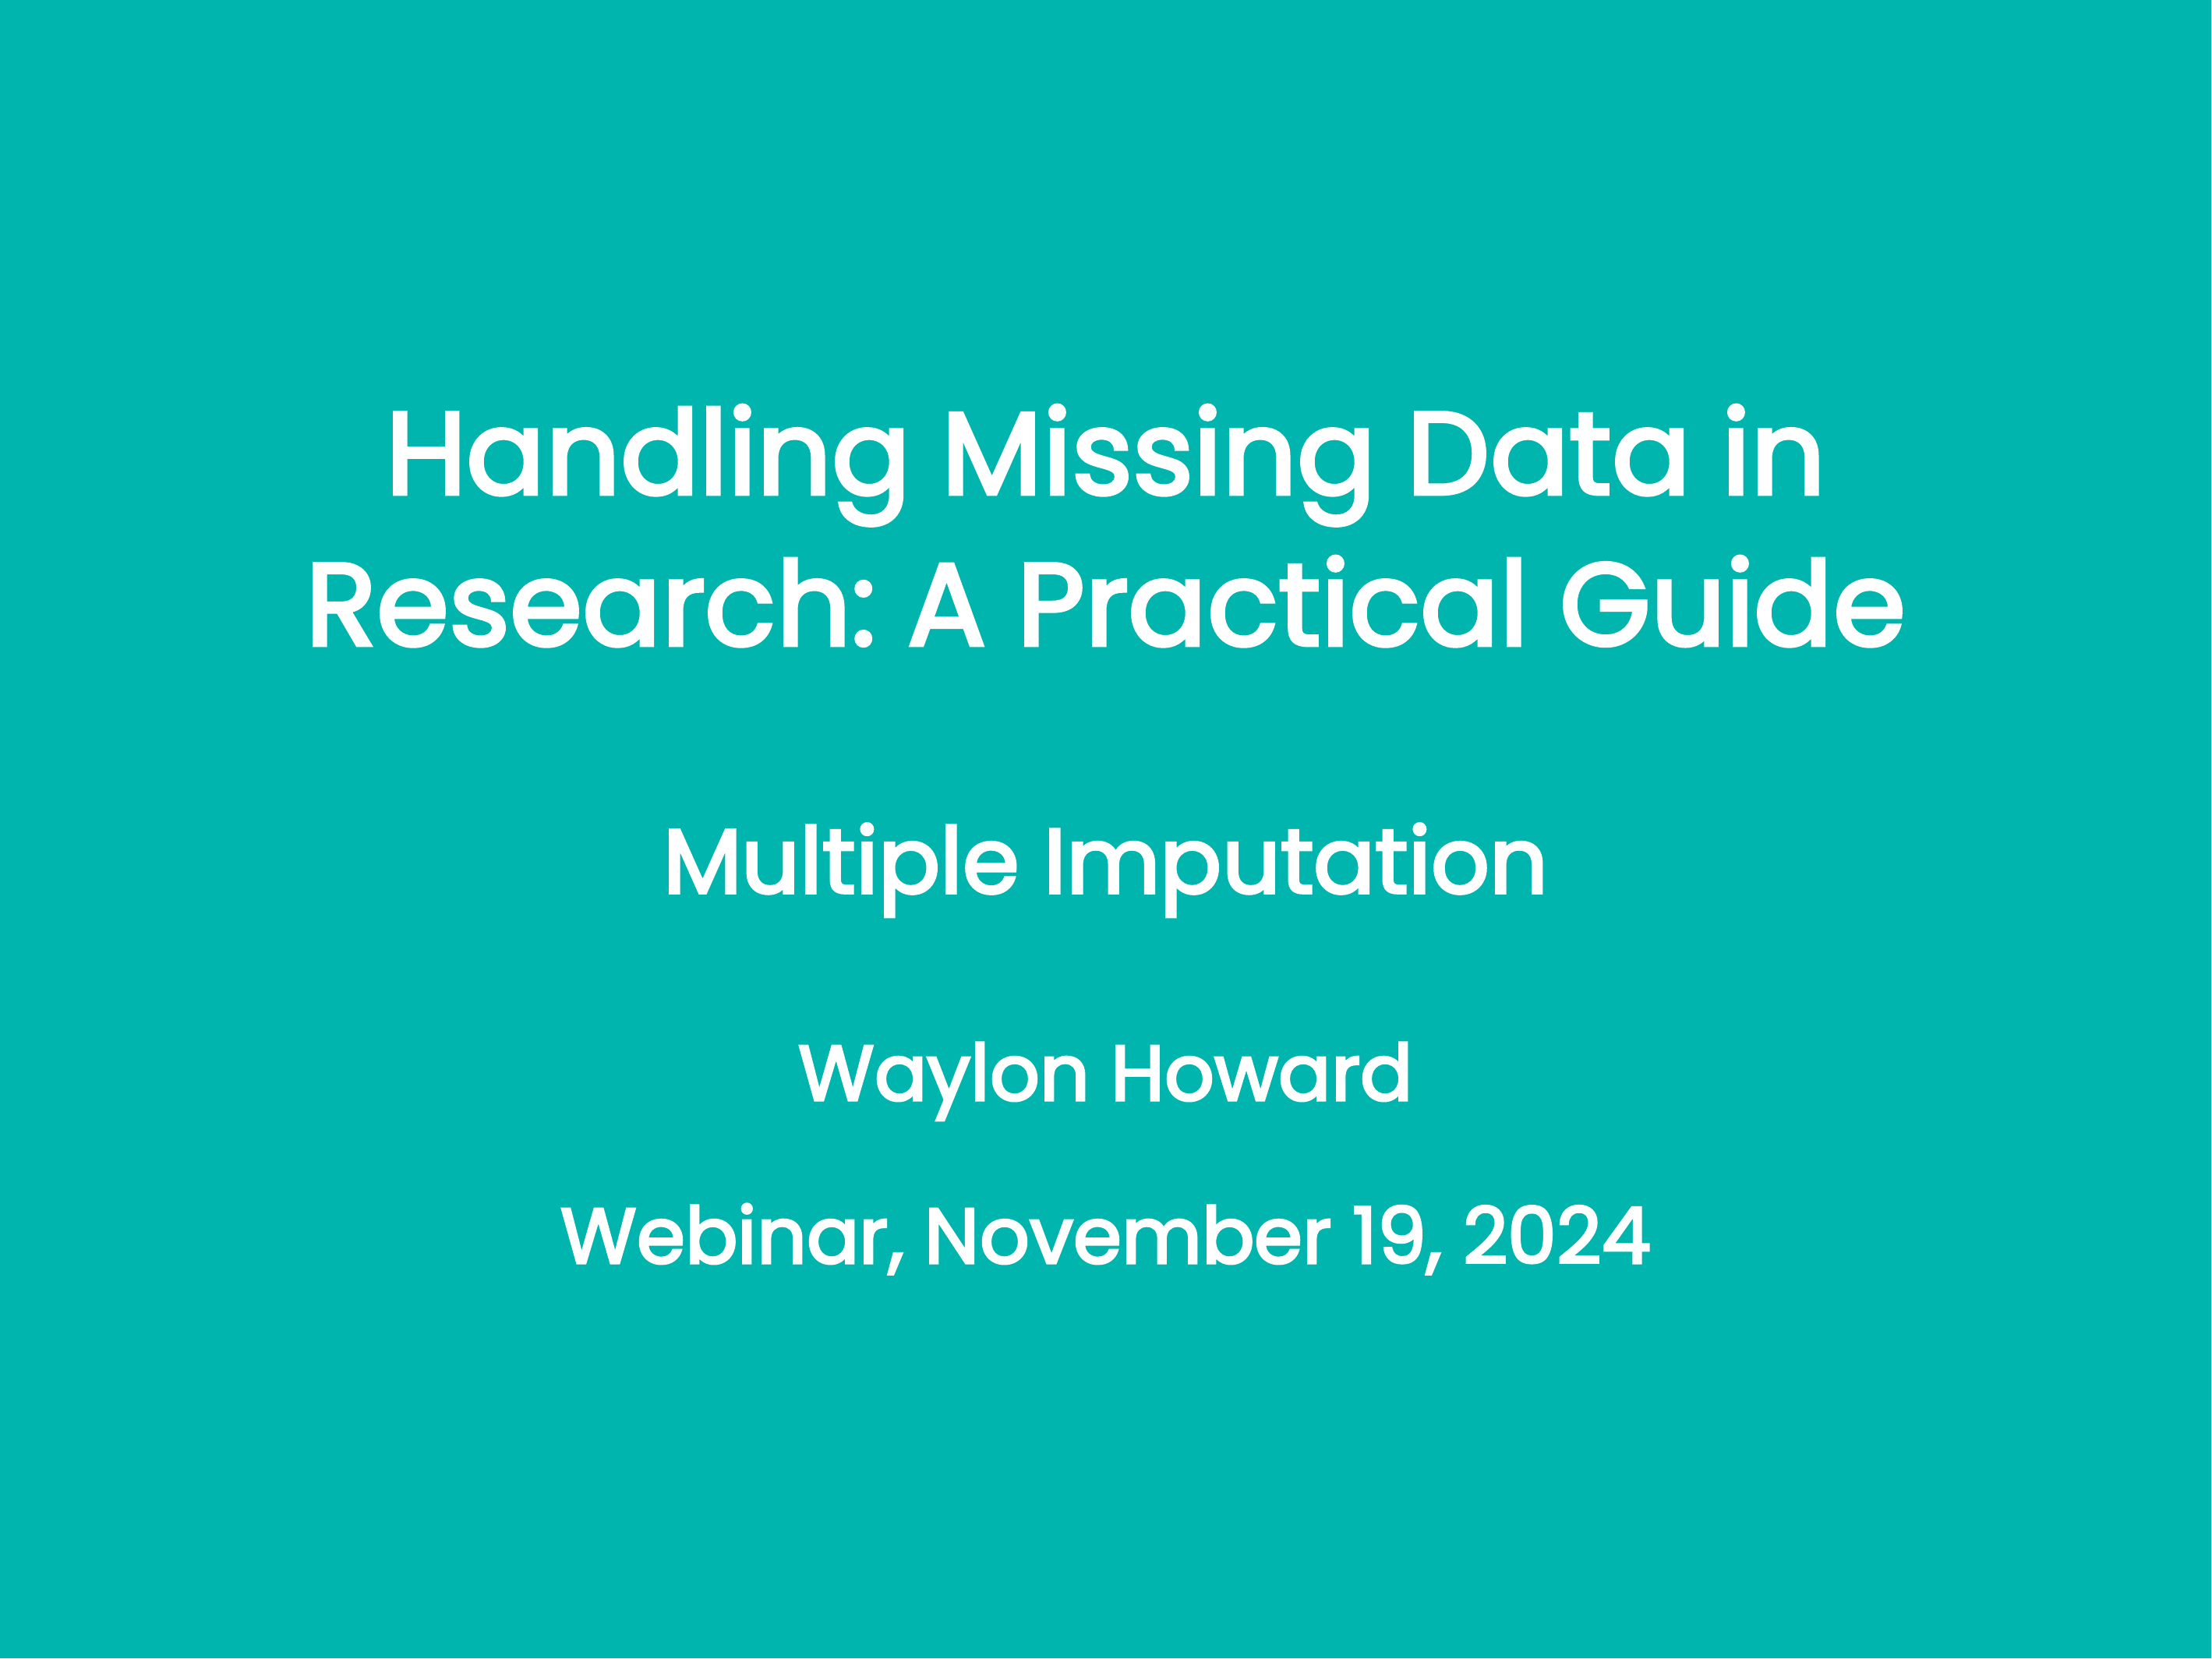 Handling Missing Data in
Research: A Practical Guide
Multiple Imputation
Waylon Howard
Webinar, November 19, 2024